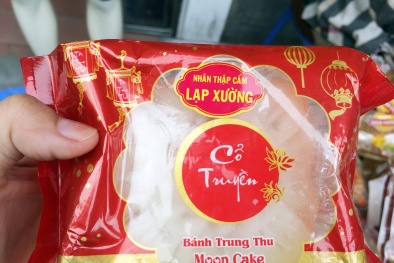 NHÂN THẬP CẨM
LẠP XƯỞNG
Cổ
Truyền
Bánh Trung Thu
Moon Cake